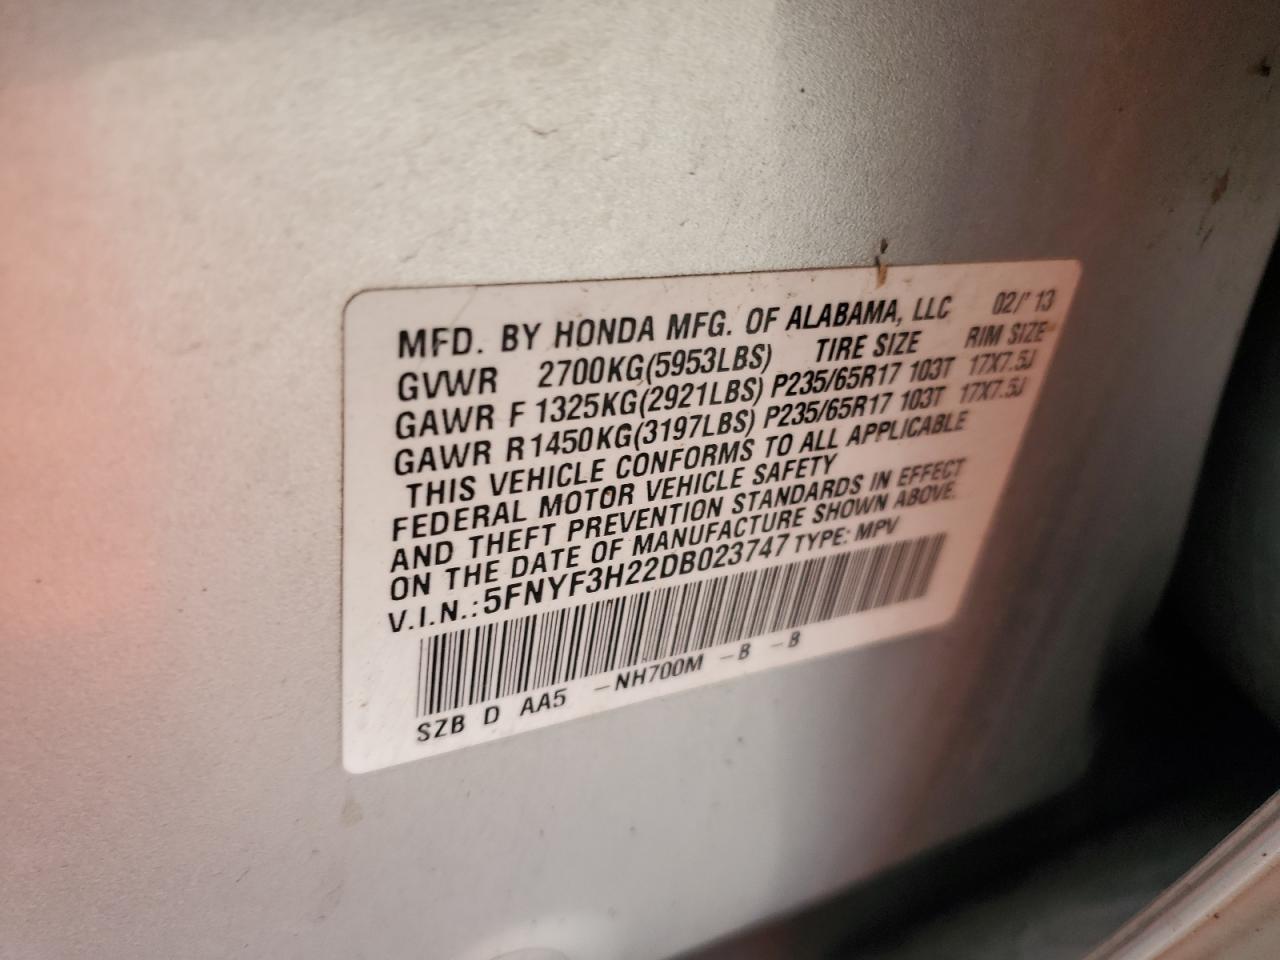 MFD. BY HONDA MFG. OF ALABAMA, LLC 02/'13
GVWR 2700KG(5953LBS) TIRE SIZE RIM SIZE
GAWR F 1325KG(2921LBS) P235/65R17 103T 17X7.5J
GAWR R 1450KG(3197LBS) P235/65R17 103T 17X7.5J
THIS VEHICLE CONFORMS TO ALL APPLICABLE
FEDERAL MOTOR VEHICLE SAFETY
AND THEFT PREVENTION STANDARDS IN EFFECT
ON THE DATE OF MANUFACTURE SHOWN ABOVE.
V.I.N.:5FNYF3H22DB023747 TYPE: MPV
SZB D AA5 -NH700M -B -B